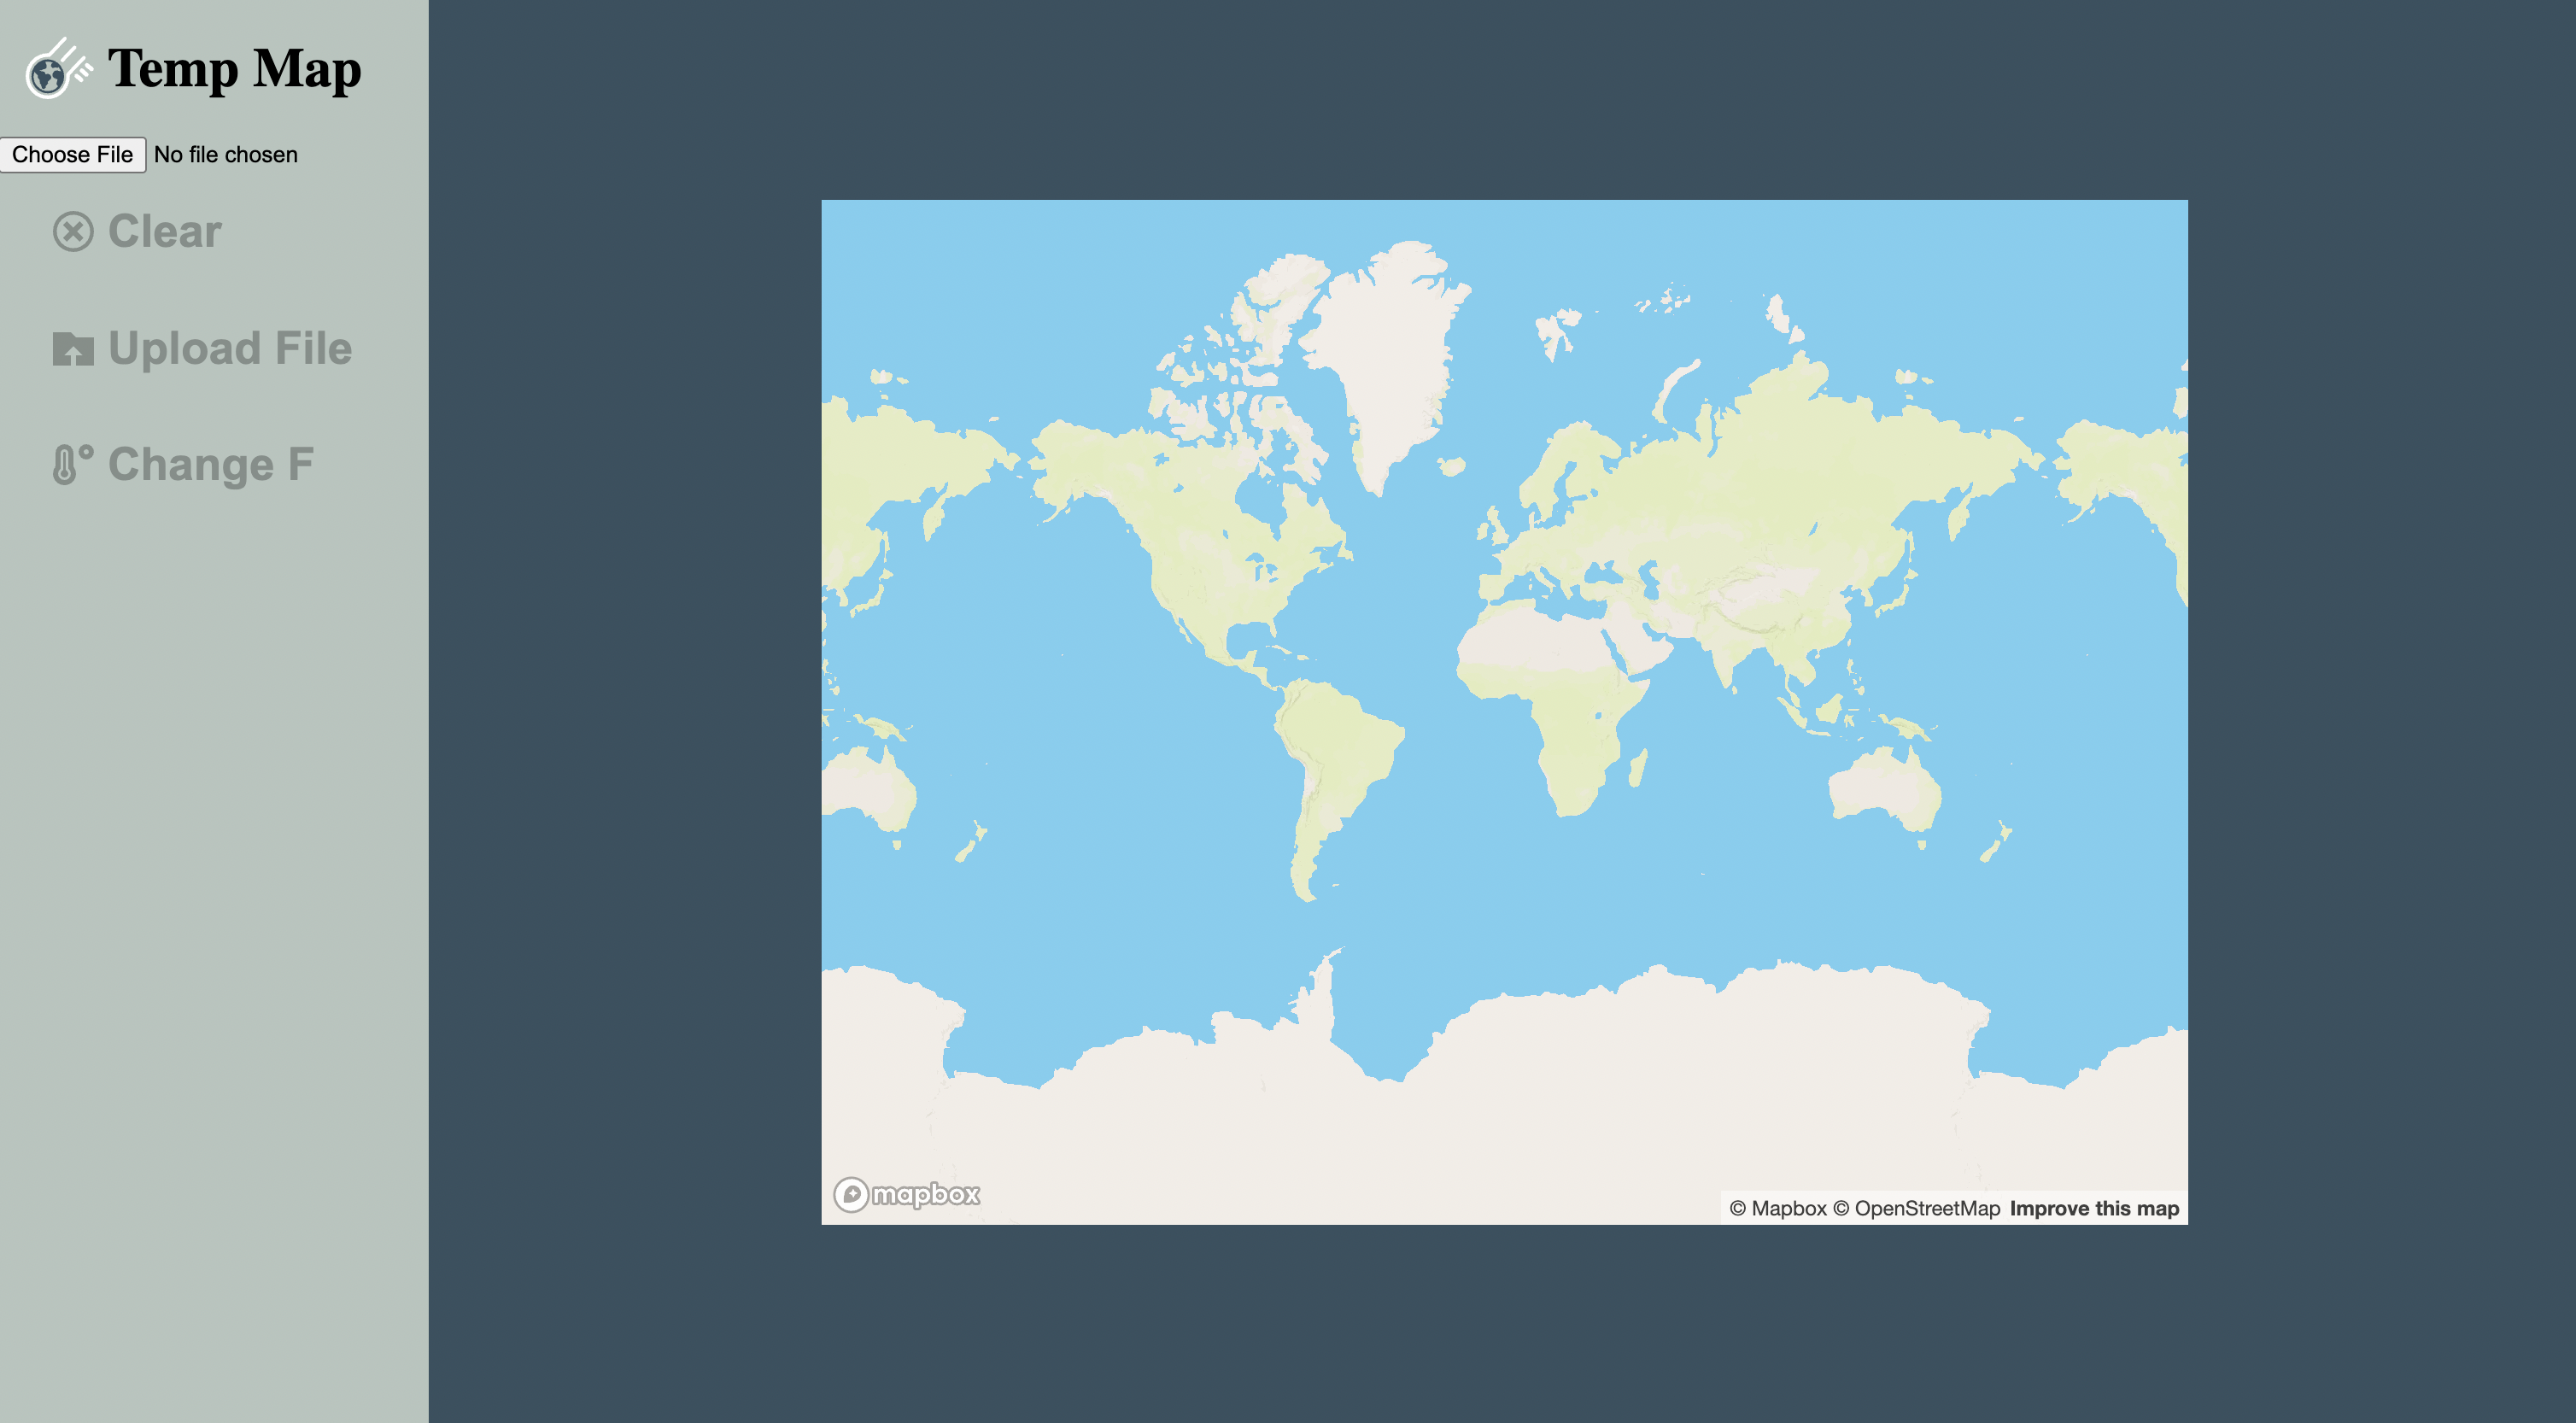 Temp Map
Choose File No file chosen
Clear
Upload File
Change F
mapbox
© Mapbox © OpenStreetMap Improve this map